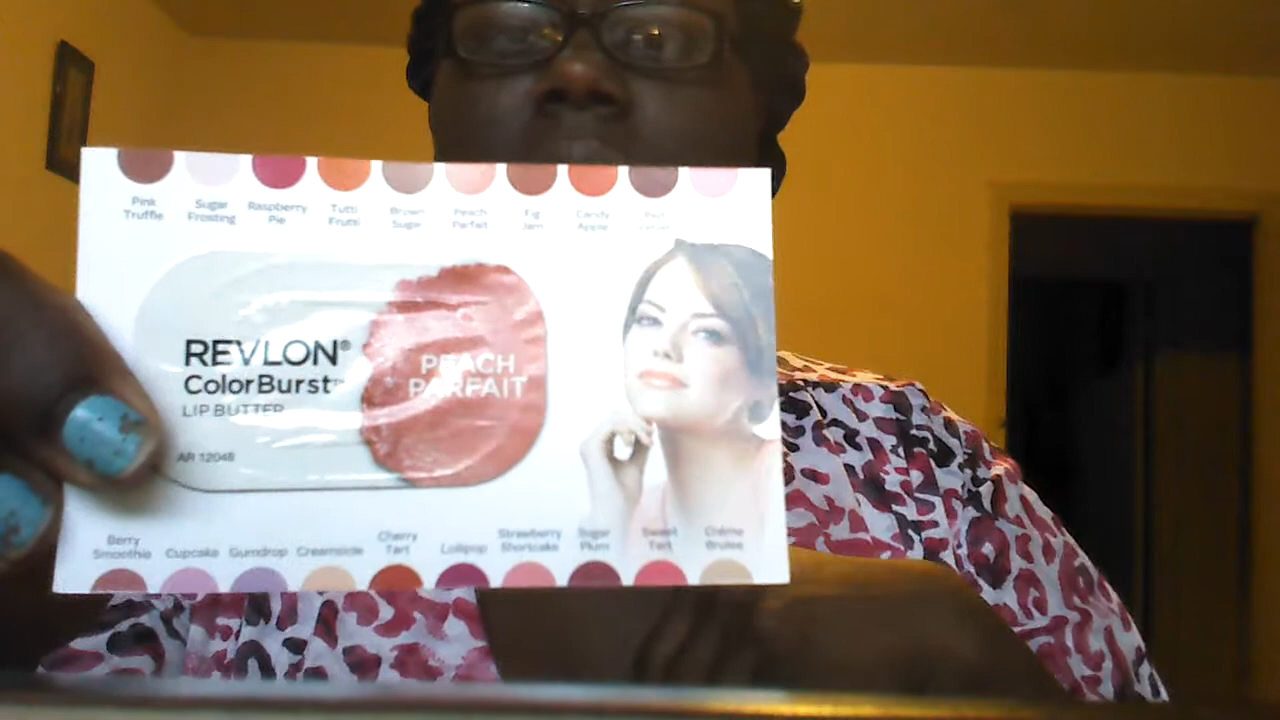 Pink
Truffle
Sugar
Frosting
Raspberry
Pie
Tutti
Frutti
Brown
Sugar
Peach
Parfait
Fig
Jam
Candy
Apple
REVLON®
ColorBurst™
LIP BUTTER
PEACH
PARFAIT
AR 12048
Berry
Smoothie
Cupcake
Gumdrop
Creamsicle
Cherry
Tart
Lollipop
Strawberry
Shortcake
Sugar
Plum
Sweet
Tart
Crème
Brulee